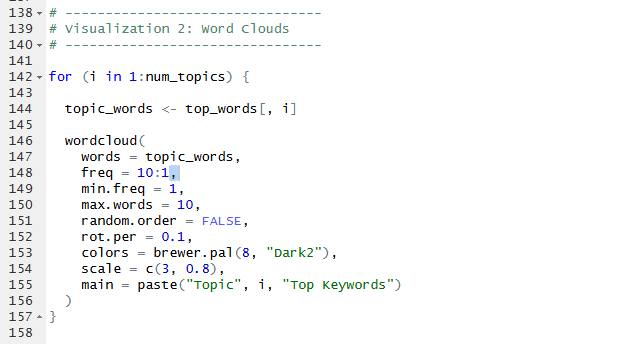 138 # --------------------------------
139 # Visualization 2: Word Clouds
140 # --------------------------------
141
142 for (i in 1:num_topics) {
143
144   topic_words <- top_words[, i]
145
146   wordcloud(
147     words = topic_words,
148     freq = 10:1,
149     min.freq = 1,
150     max.words = 10,
151     random.order = FALSE,
152     rot.per = 0.1,
153     colors = brewer.pal(8, "Dark2"),
154     scale = c(3, 0.8),
155     main = paste("Topic", i, "Top Keywords")
156   )
157 }
158